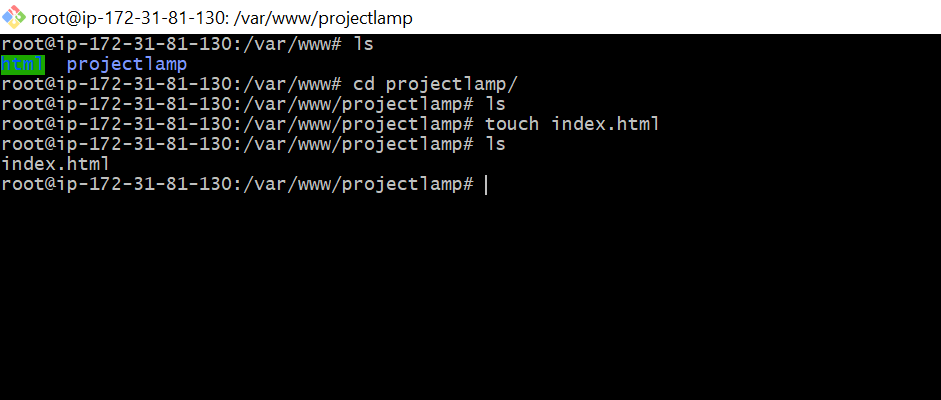 root@ip-172-31-81-130: /var/www/projectlamp
root@ip-172-31-81-130:/var/www# ls
html  projectlamp
root@ip-172-31-81-130:/var/www# cd projectlamp/
root@ip-172-31-81-130:/var/www/projectlamp# ls
root@ip-172-31-81-130:/var/www/projectlamp# touch index.html
root@ip-172-31-81-130:/var/www/projectlamp# ls
index.html
root@ip-172-31-81-130:/var/www/projectlamp#